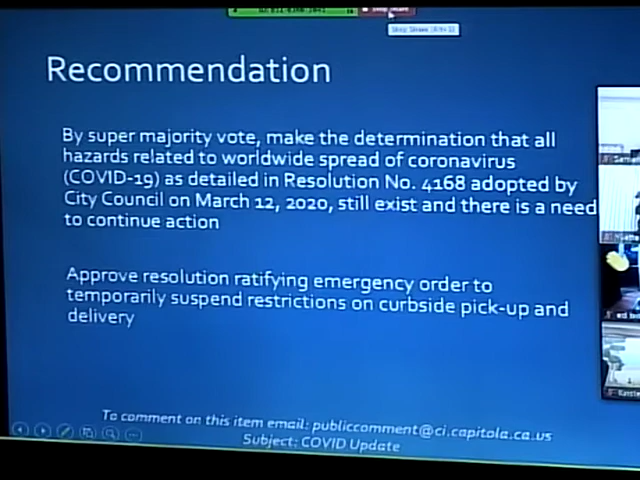 Recommendation
By super majority vote, make the determination that all
hazards related to worldwide spread of coronavirus
(COVID-19) as detailed in Resolution No. 4168 adopted by
City Council on March 12, 2020, still exist and there is a need
to continue action
Approve resolution ratifying emergency order to
temporarily suspend restrictions on curbside pick-up and
delivery
To comment on this item email: publiccomment@ci.capitola.ca.us
Subject: COVID Update